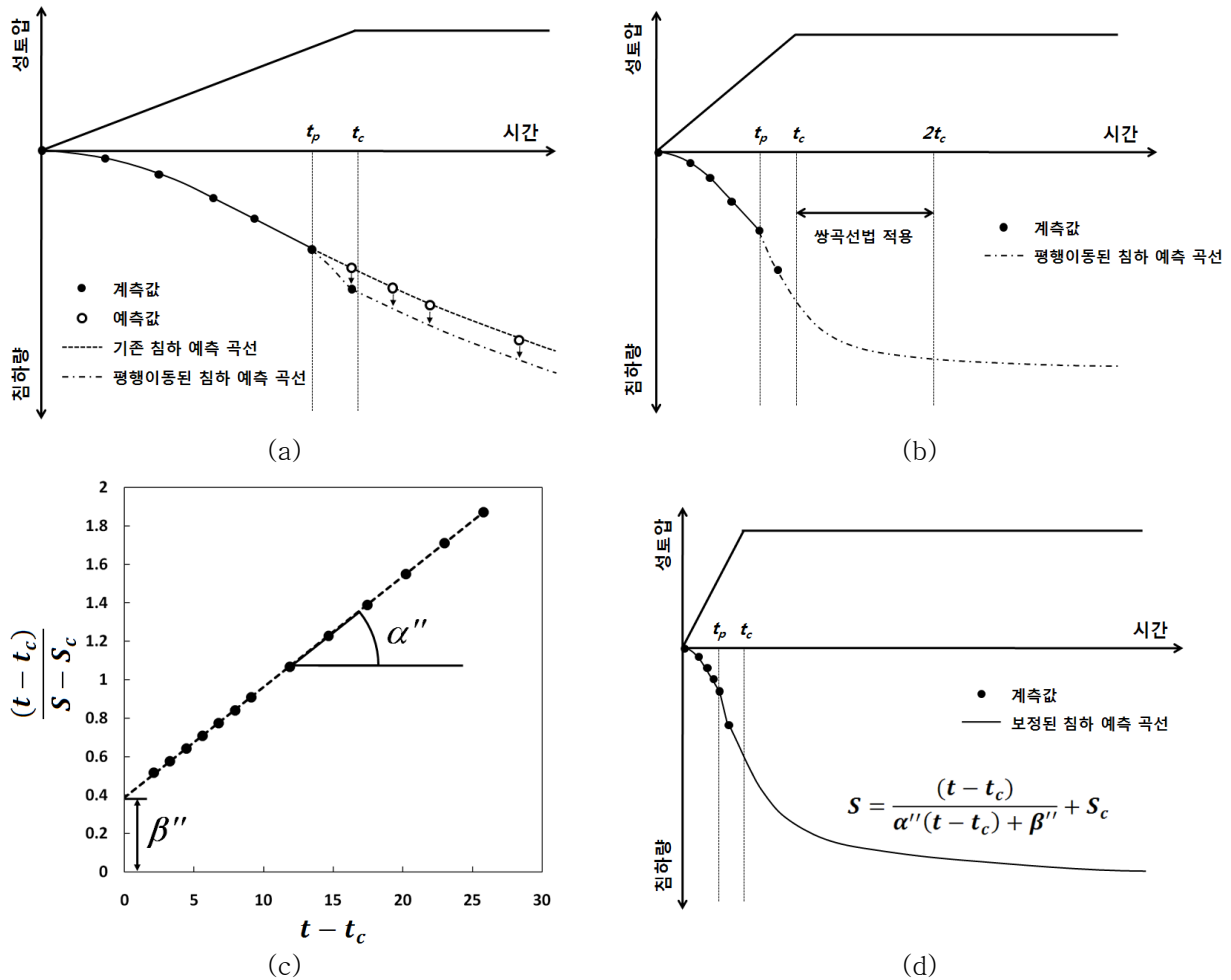 성토압
t_p
t_c
시간
침하량
계측값
예측값
기존 침하 예측 곡선
평행이동된 침하 예측 곡선
(a)
성토압
t_p
t_c
2t_c
시간
쌍곡선법 적용
계측값
평행이동된 침하 예측 곡선
침하량
(b)
2
1.8
1.6
1.4
1.2
1
0.8
0.6
0.4
0.2
0
(t − t_c) / S − S_c
α″
β″
0 5 10 15 20 25 30
t − t_c
(c)
성토압
t_p
t_c
시간
계측값
보정된 침하 예측 곡선
S = (t − t_c) / α″(t − t_c) + β″ + S_c
침하량
(d)